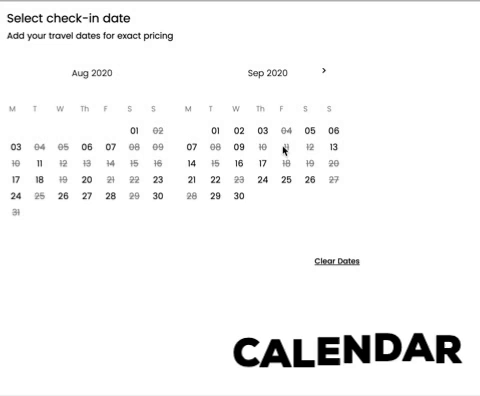 Select check-in date
Add your travel dates for exact pricing
Aug 2020
M T W Th F S S
01 02
03 04 05 06 07 08 09
10 11 12 13 14 15 16
17 18 19 20 21 22 23
24 25 26 27 28 29 30
31
Sep 2020 >
M T W Th F S S
01 02 03 04 05 06
07 08 09 10 11 12 13
14 15 16 17 18 19 20
21 22 23 24 25 26 27
28 29 30
Clear Dates
CALENDAR